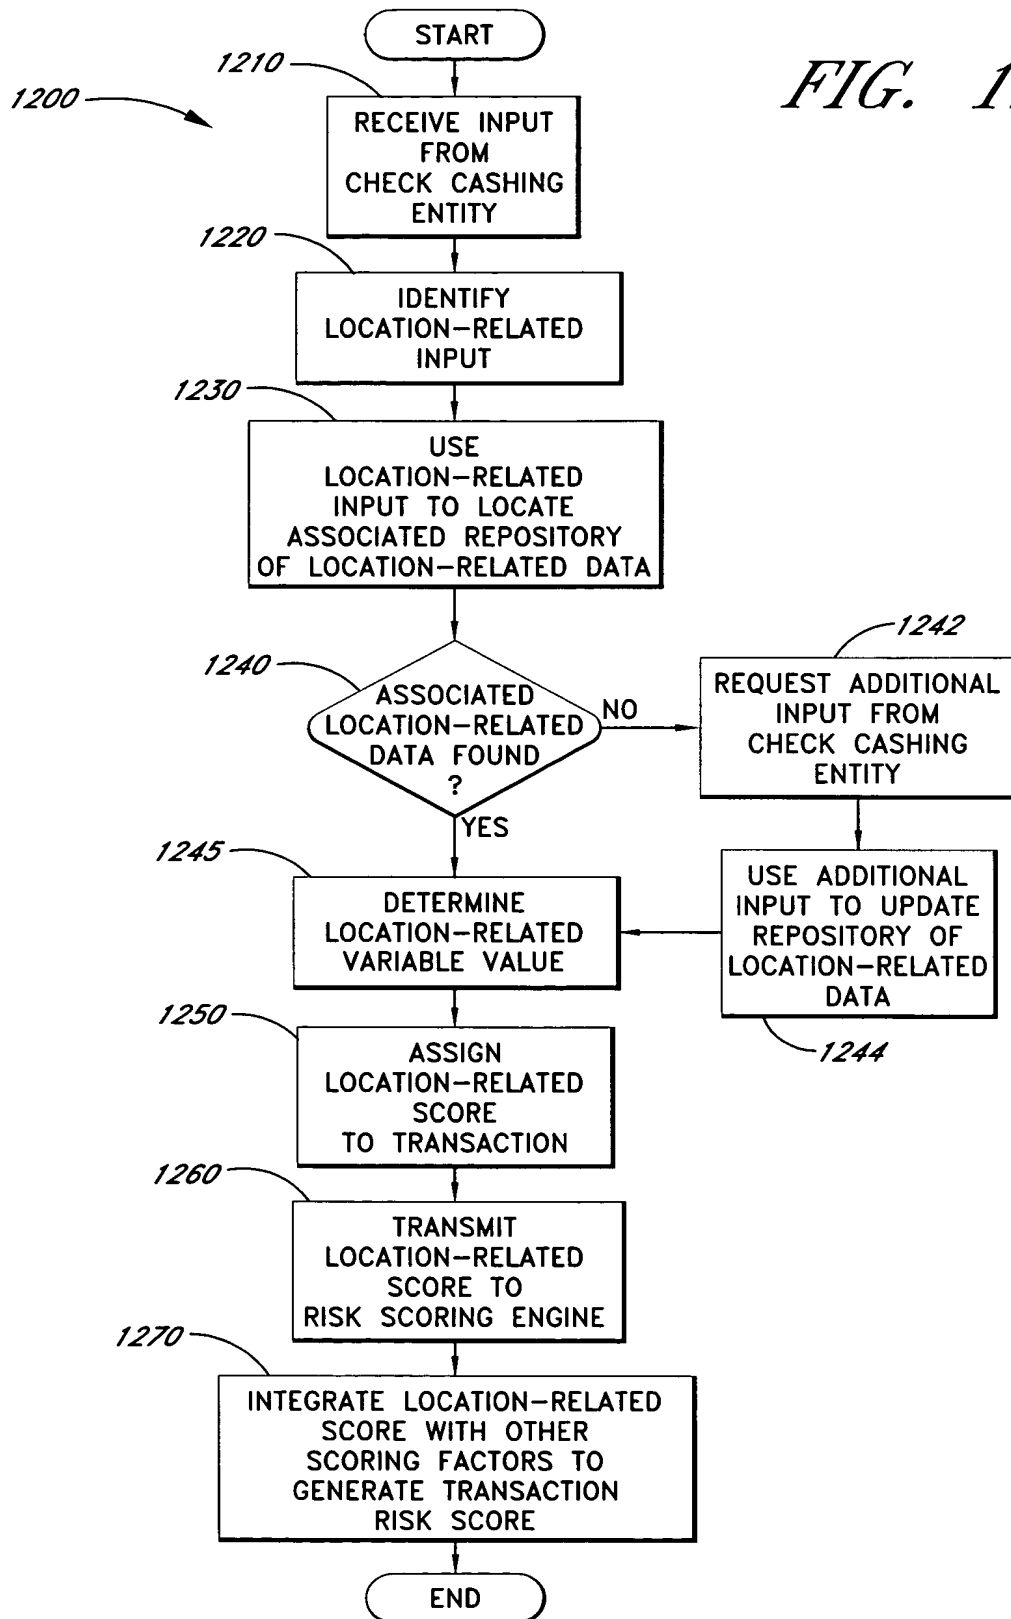 START
1210
FIG.
1200
RECEIVE INPUT
FROM
CHECK CASHING
ENTITY
1220
IDENTIFY
LOCATION-RELATED
INPUT
1230
USE
LOCATION-RELATED
INPUT TO LOCATE
ASSOCIATED REPOSITORY
OF LOCATION-RELATED DATA
1240
ASSOCIATED
LOCATION-RELATED
DATA FOUND
?
NO
YES
1242
REQUEST ADDITIONAL
INPUT FROM
CHECK CASHING
ENTITY
USE ADDITIONAL
INPUT TO UPDATE
REPOSITORY OF
LOCATION-RELATED
DATA
1244
1245
DETERMINE
LOCATION-RELATED
VARIABLE VALUE
1250
ASSIGN
LOCATION-RELATED
SCORE
TO TRANSACTION
1260
TRANSMIT
LOCATION-RELATED
SCORE TO
RISK SCORING ENGINE
1270
INTEGRATE LOCATION-RELATED
SCORE WITH OTHER
SCORING FACTORS TO
GENERATE TRANSACTION
RISK SCORE
END